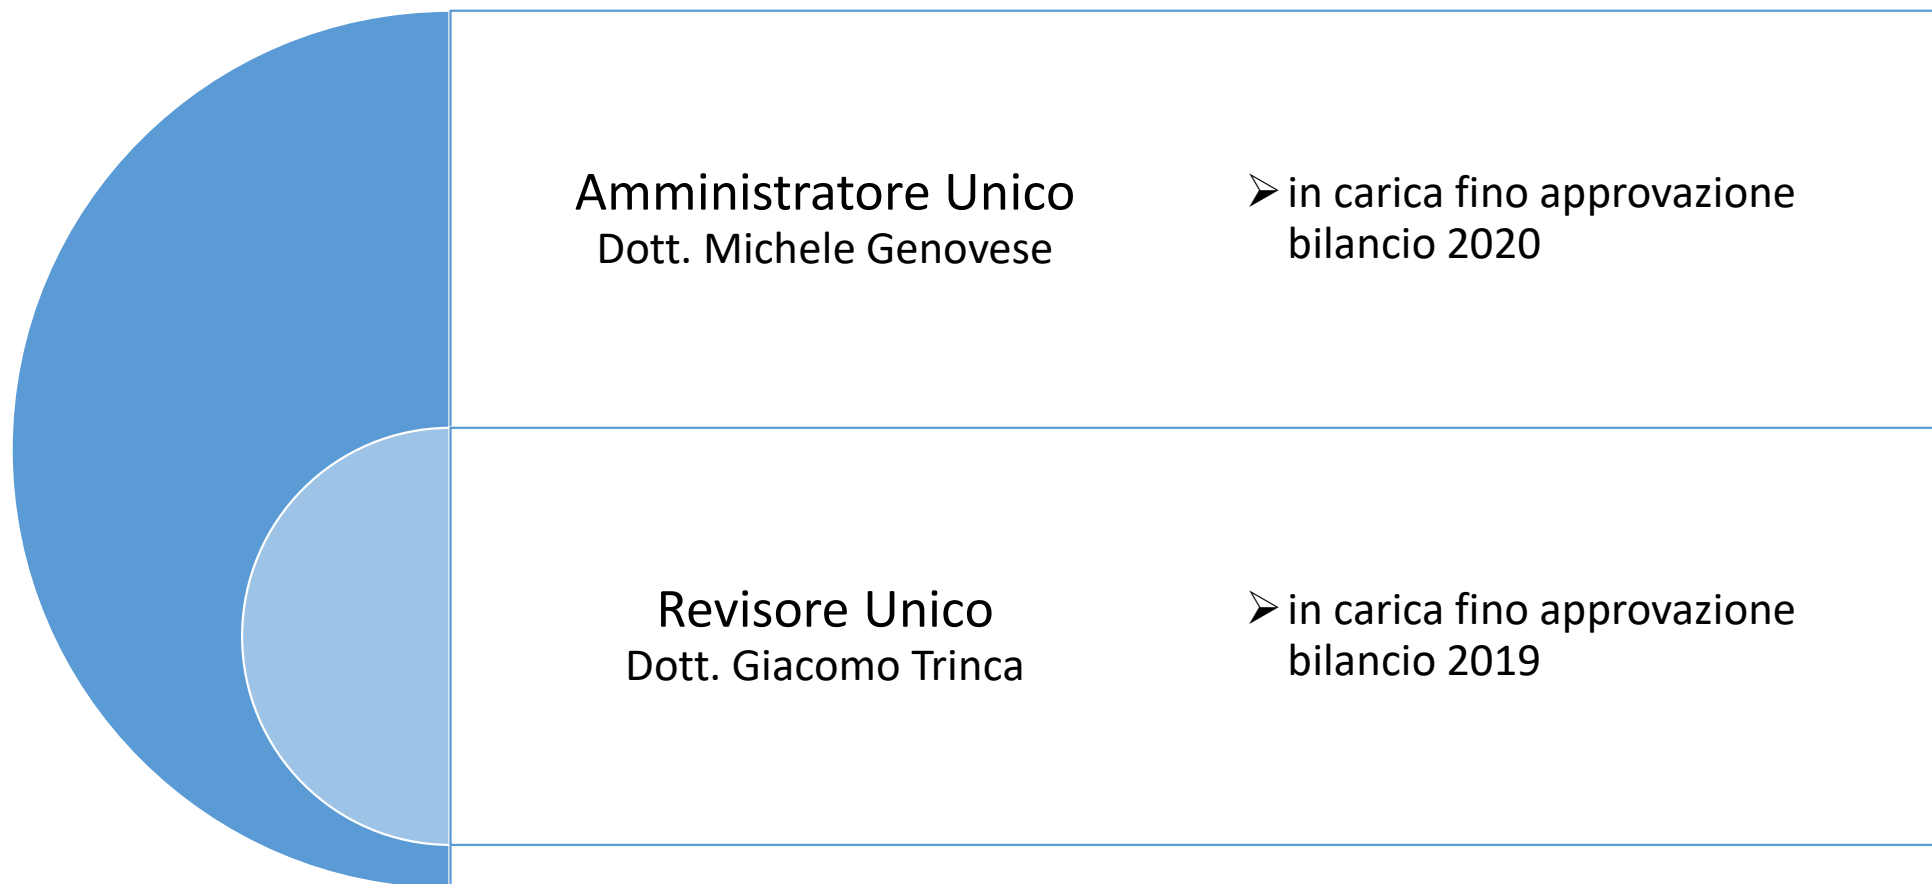 Amministratore Unico
Dott. Michele Genovese
➢ in carica fino approvazione
bilancio 2020
Revisore Unico
Dott. Giacomo Trinca
➢ in carica fino approvazione
bilancio 2019